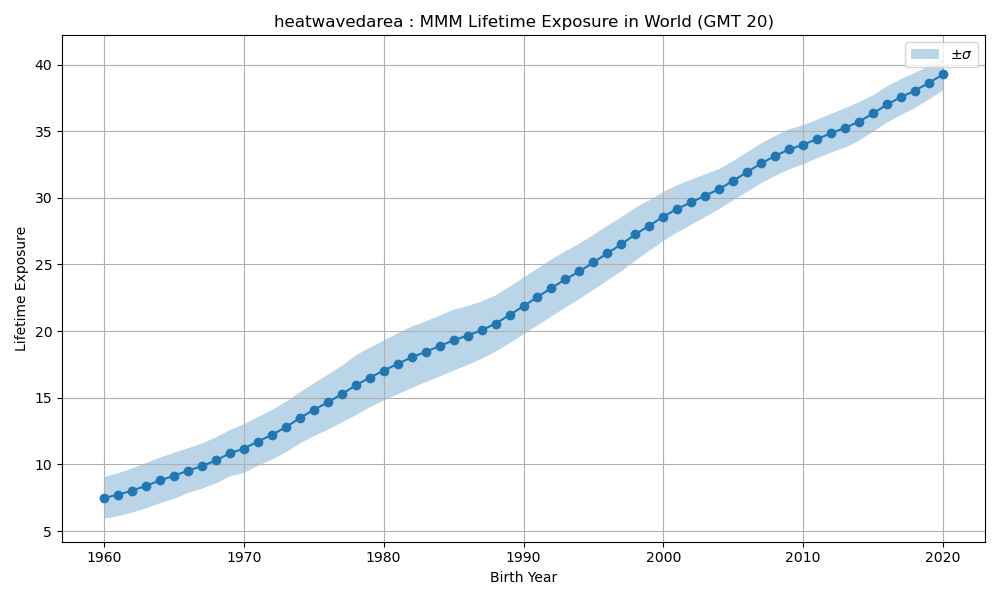 heatwavedarea : MMM Lifetime Exposure in World (GMT 20)
±σ
Lifetime Exposure
40
35
30
25
20
15
10
5
1960 1970 1980 1990 2000 2010 2020
Birth Year